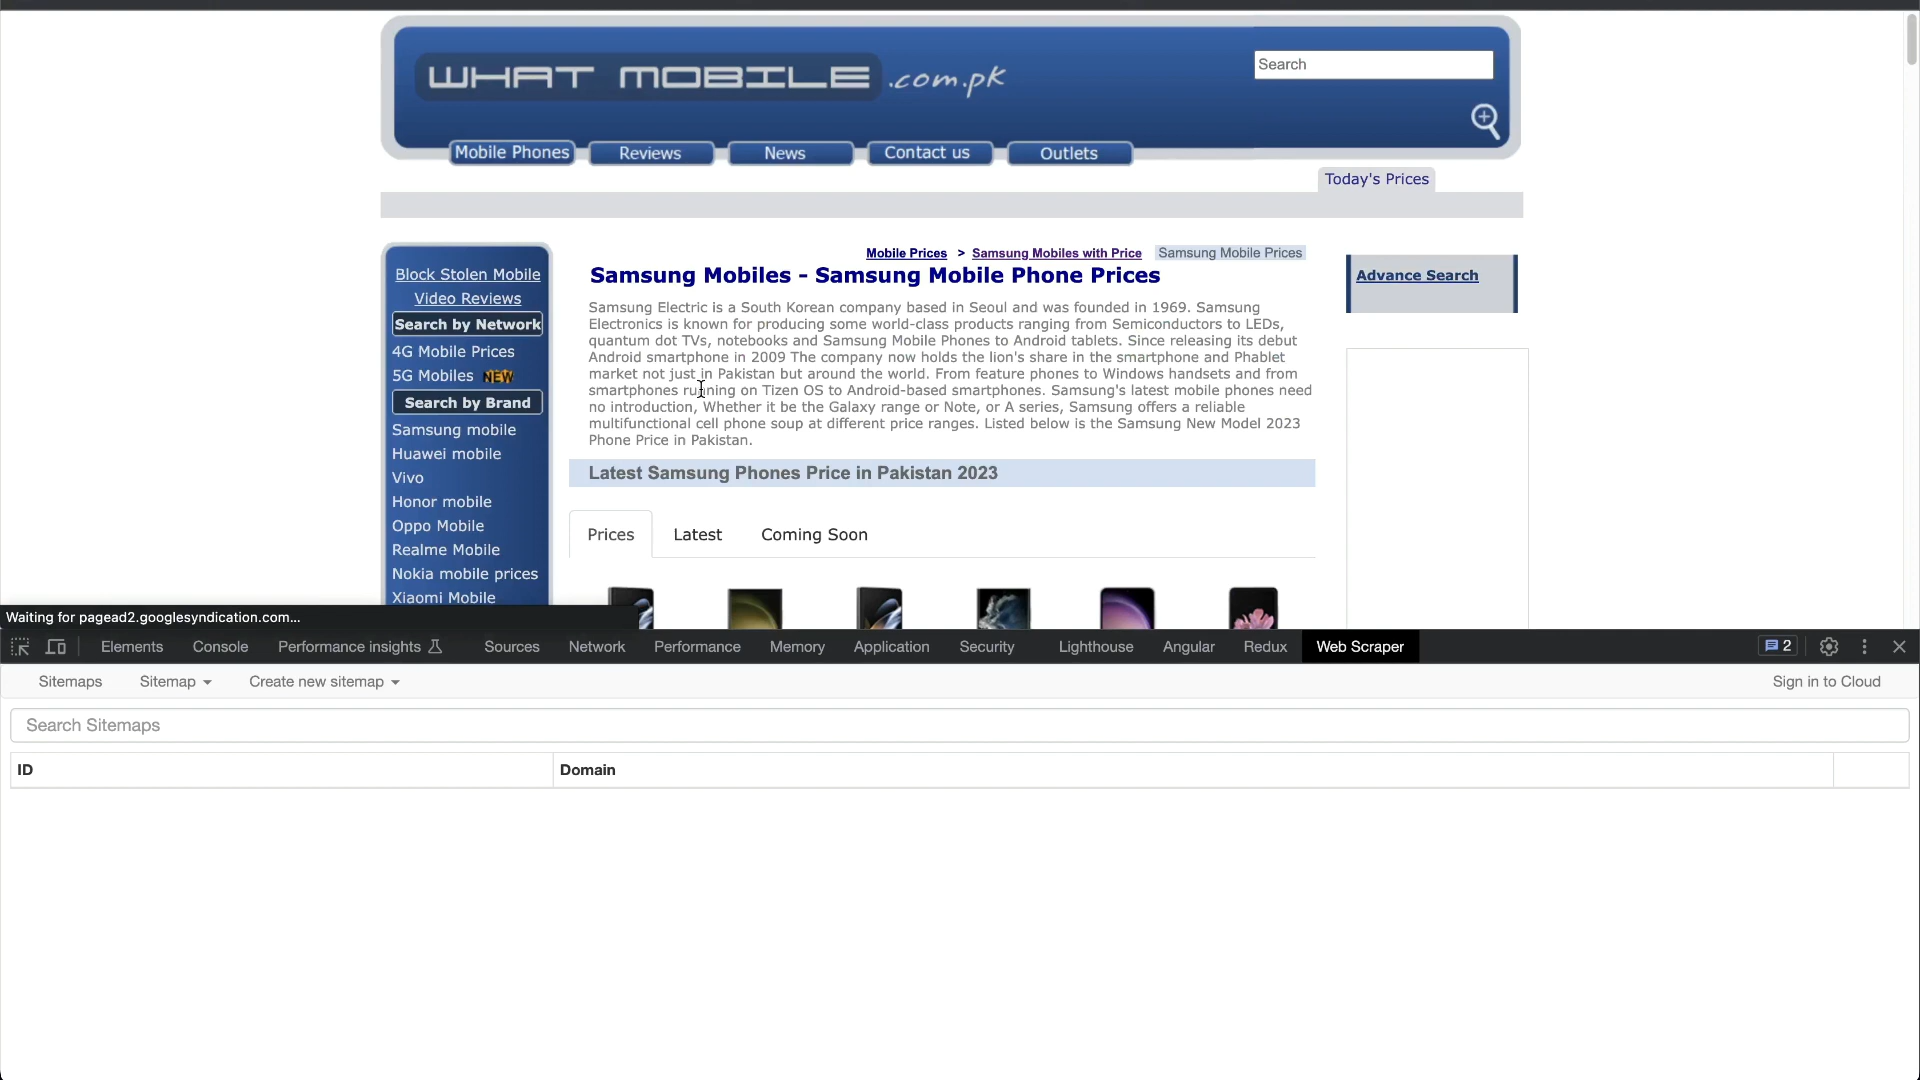 WHAT MOBILE .com.pk
Search
Mobile Phones
Reviews
News
Contact us
Outlets
Today's Prices
Block Stolen Mobile
Video Reviews
Search by Network
4G Mobile Prices
5G Mobiles NEW
Search by Brand
Samsung mobile
Huawei mobile
Vivo
Honor mobile
Oppo Mobile
Realme Mobile
Nokia mobile prices
Xiaomi Mobile
Mobile Prices > Samsung Mobiles with Price Samsung Mobile Prices
Samsung Mobiles - Samsung Mobile Phone Prices
Samsung Electric is a South Korean company based in Seoul and was founded in 1969. Samsung
Electronics is known for producing some world-class products ranging from Semiconductors to LEDs,
quantum dot TVs, notebooks and Samsung Mobile Phones to Android tablets. Since releasing its debut
Android smartphone in 2009 The company now holds the lion's share in the smartphone and Phablet
market not just in Pakistan but around the world. From feature phones to Windows handsets and from
smartphones running on Tizen OS to Android-based smartphones. Samsung's latest mobile phones need
no introduction, Whether it be the Galaxy range or Note, or A series, Samsung offers a reliable
multifunctional cell phone soup at different price ranges. Listed below is the Samsung New Model 2023
Phone Price in Pakistan.
Latest Samsung Phones Price in Pakistan 2023
Prices
Latest
Coming Soon
Advance Search
Waiting for pagead2.googlesyndication.com...
Elements
Console
Performance insights
Sources
Network
Performance
Memory
Application
Security
Lighthouse
Angular
Redux
Web Scraper
2
Sitemaps
Sitemap
Create new sitemap
Sign in to Cloud
Search Sitemaps
ID
Domain